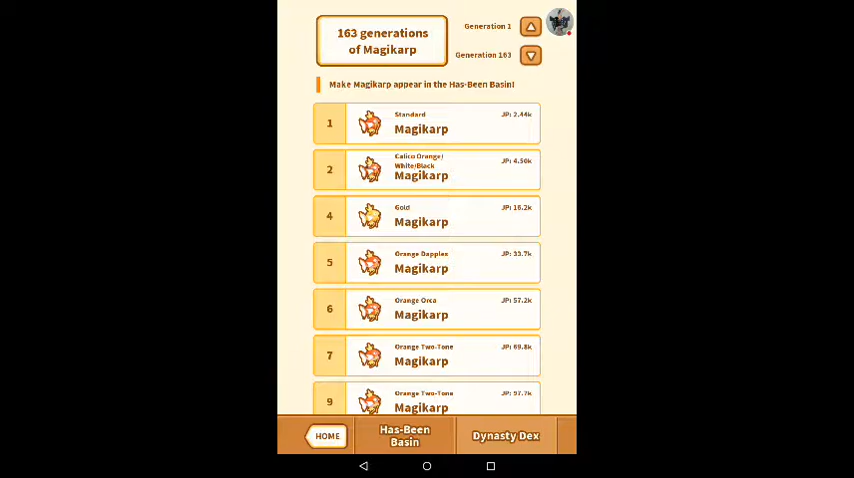 163 generations
of Magikarp
Generation 1
Generation 163
Make Magikarp appear in the Has-Been Basin!
1
Standard
Magikarp
JP: 2.44k
2
Calico Orange/
White/Black
Magikarp
JP: 4.50k
4
Gold
Magikarp
JP: 16.2k
5
Orange Dapples
Magikarp
JP: 33.7k
6
Orange Orca
Magikarp
JP: 57.2k
7
Orange Two-Tone
Magikarp
JP: 69.8k
9
Orange Two-Tone
Magikarp
JP: 97.7k
HOME
Has-Been
Basin
Dynasty Dex